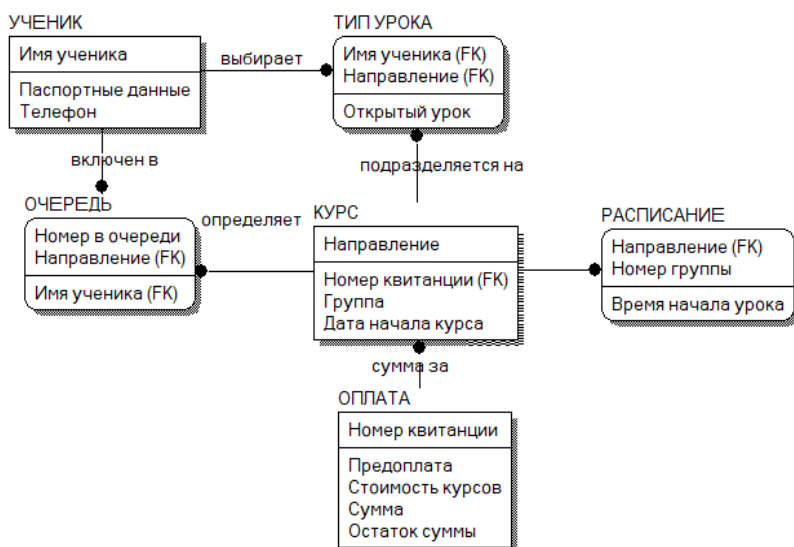 УЧЕНИК
Имя ученика
Паспортные данные
Телефон
выбирает
ТИП УРОКА
Имя ученика (FK)
Направление (FK)
Открытый урок
включен в
подразделяется на
ОЧЕРЕДЬ
Номер в очереди
Направление (FK)
Имя ученика (FK)
определяет
КУРС
Направление
Номер квитанции (FK)
Группа
Дата начала курса
РАСПИСАНИЕ
Направление (FK)
Номер группы
Время начала урока
сумма за
ОПЛАТА
Номер квитанции
Предоплата
Стоимость курсов
Сумма
Остаток суммы